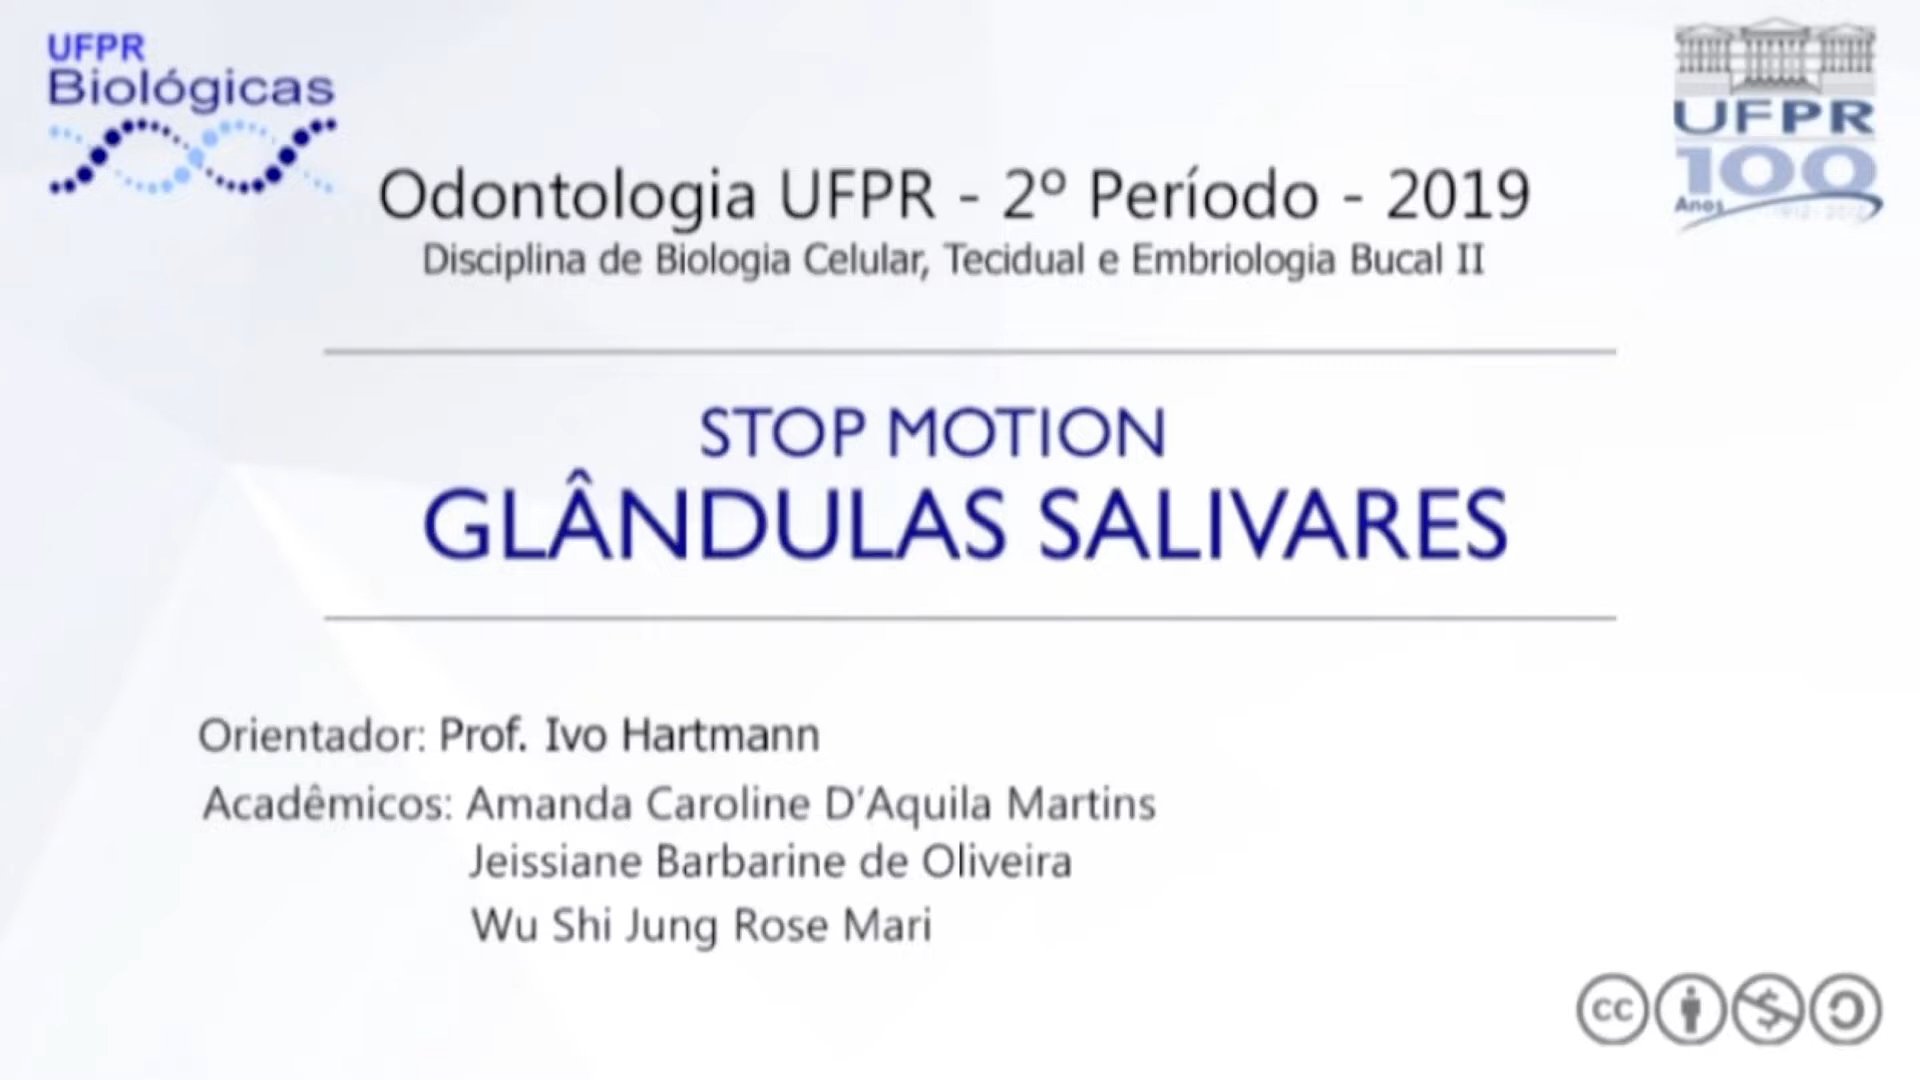 UFPR
Biológicas
UFPR
100
Anos
Odontologia UFPR - 2º Período - 2019
Disciplina de Biologia Celular, Tecidual e Embriologia Bucal II
STOP MOTION
GLÂNDULAS SALIVARES
Orientador: Prof. Ivo Hartmann
Acadêmicos: Amanda Caroline D'Aquila Martins
Jeissiane Barbarine de Oliveira
Wu Shi Jung Rose Mari
cc